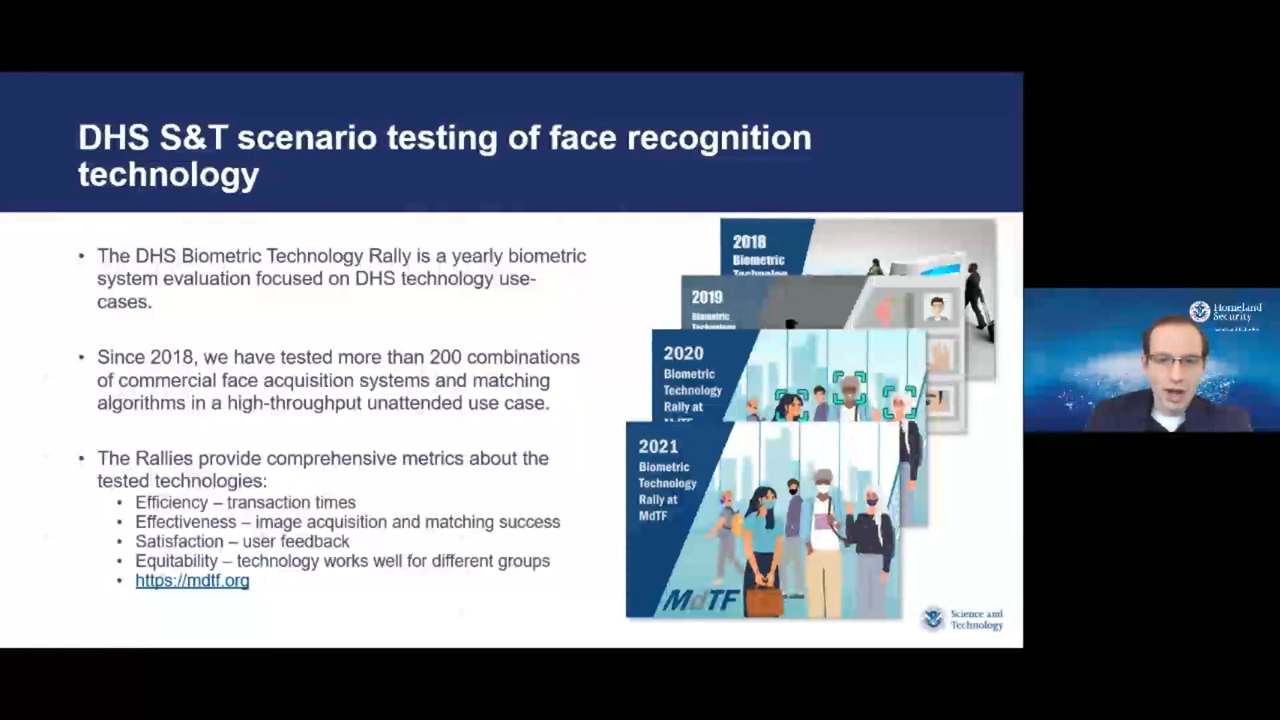 DHS S&T scenario testing of face recognition
technology
• The DHS Biometric Technology Rally is a yearly biometric
system evaluation focused on DHS technology use-
cases.
• Since 2018, we have tested more than 200 combinations
of commercial face acquisition systems and matching
algorithms in a high-throughput unattended use case.
• The Rallies provide comprehensive metrics about the
tested technologies:
• Efficiency – transaction times
• Effectiveness – image acquisition and matching success
• Satisfaction – user feedback
• Equitability – technology works well for different groups
• https://mdtf.org
2018
Biometric
2019
Biometric
2020
Biometric
Technology
Rally at
2021
Biometric
Technology
Rally at
MdTF
MdTF
Science and
Technology
Homeland
Security